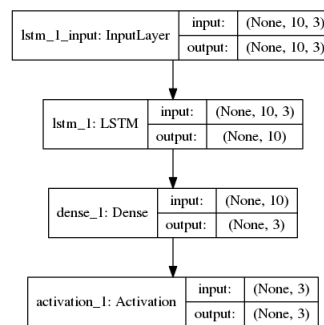 lstm_1_input: InputLayer input: (None, 10, 3)
output: (None, 10, 3)
lstm_1: LSTM input: (None, 10, 3)
output: (None, 10)
dense_1: Dense input: (None, 10)
output: (None, 3)
activation_1: Activation input: (None, 3)
output: (None, 3)